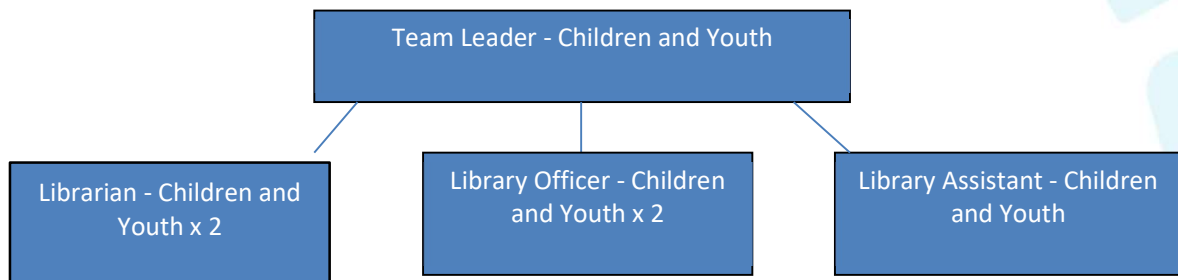 Team Leader - Children and Youth
Librarian - Children and
Youth x 2
Library Officer - Children
and Youth x 2
Library Assistant - Children
and Youth